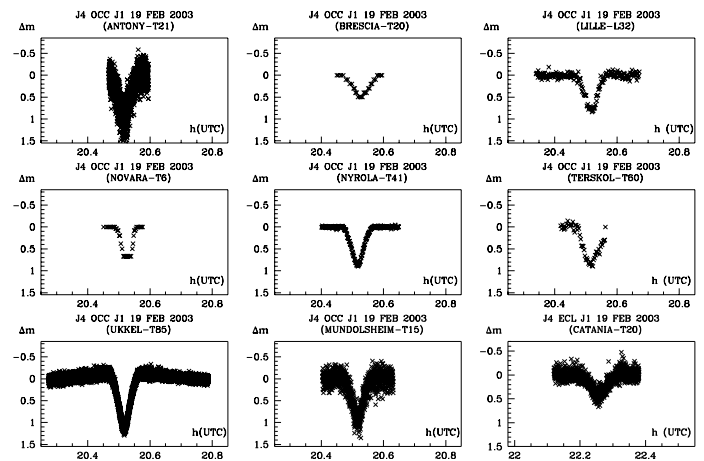 J4 OCC J1 19 FEB 2003 J4 OCC J1 19 FEB 2003 J4 OCC J1 19 FEB 2003
Δm (ANTONY-T21) Δm (BRESCIA-T20) Δm (LILLE-L32)
-0.5 -0.5 -0.5
0 0 0
0.5 0.5 0.5
1 h(UTC) 1 h(UTC) 1 h (UTC)
1.5 1.5 1.5
20.4 20.6 20.8 20.4 20.6 20.8 20.4 20.6 20.8
J4 OCC J1 19 FEB 2003 J4 OCC J1 19 FEB 2003 J4 OCC J1 19 FEB 2003
Δm (NOVARA-T6) Δm (NYROLA-T41) Δm (TERSKOL-T60)
-0.5 -0.5 -0.5
0 0 0
0.5 0.5 0.5
1 h(UTC) 1 h(UTC) 1 h(UTC)
1.5 1.5 1.5
20.4 20.6 20.8 20.4 20.6 20.8 20.4 20.6 20.8
J4 OCC J1 19 FEB 2003 J4 OCC J1 19 FEB 2003 J4 ECL J1 19 FEB 2003
Δm (UKKEL-T85) Δm (MUNDOLSHEIM-T15) Δm (CATANIA-T20)
-0.5 -0.5 -0.5
0 0 0
0.5 0.5 0.5
1 h(UTC) 1 h(UTC) 1 h (UTC)
1.5 1.5 1.5
20.4 20.6 20.8 20.4 20.6 20.8 22 22.2 22.4